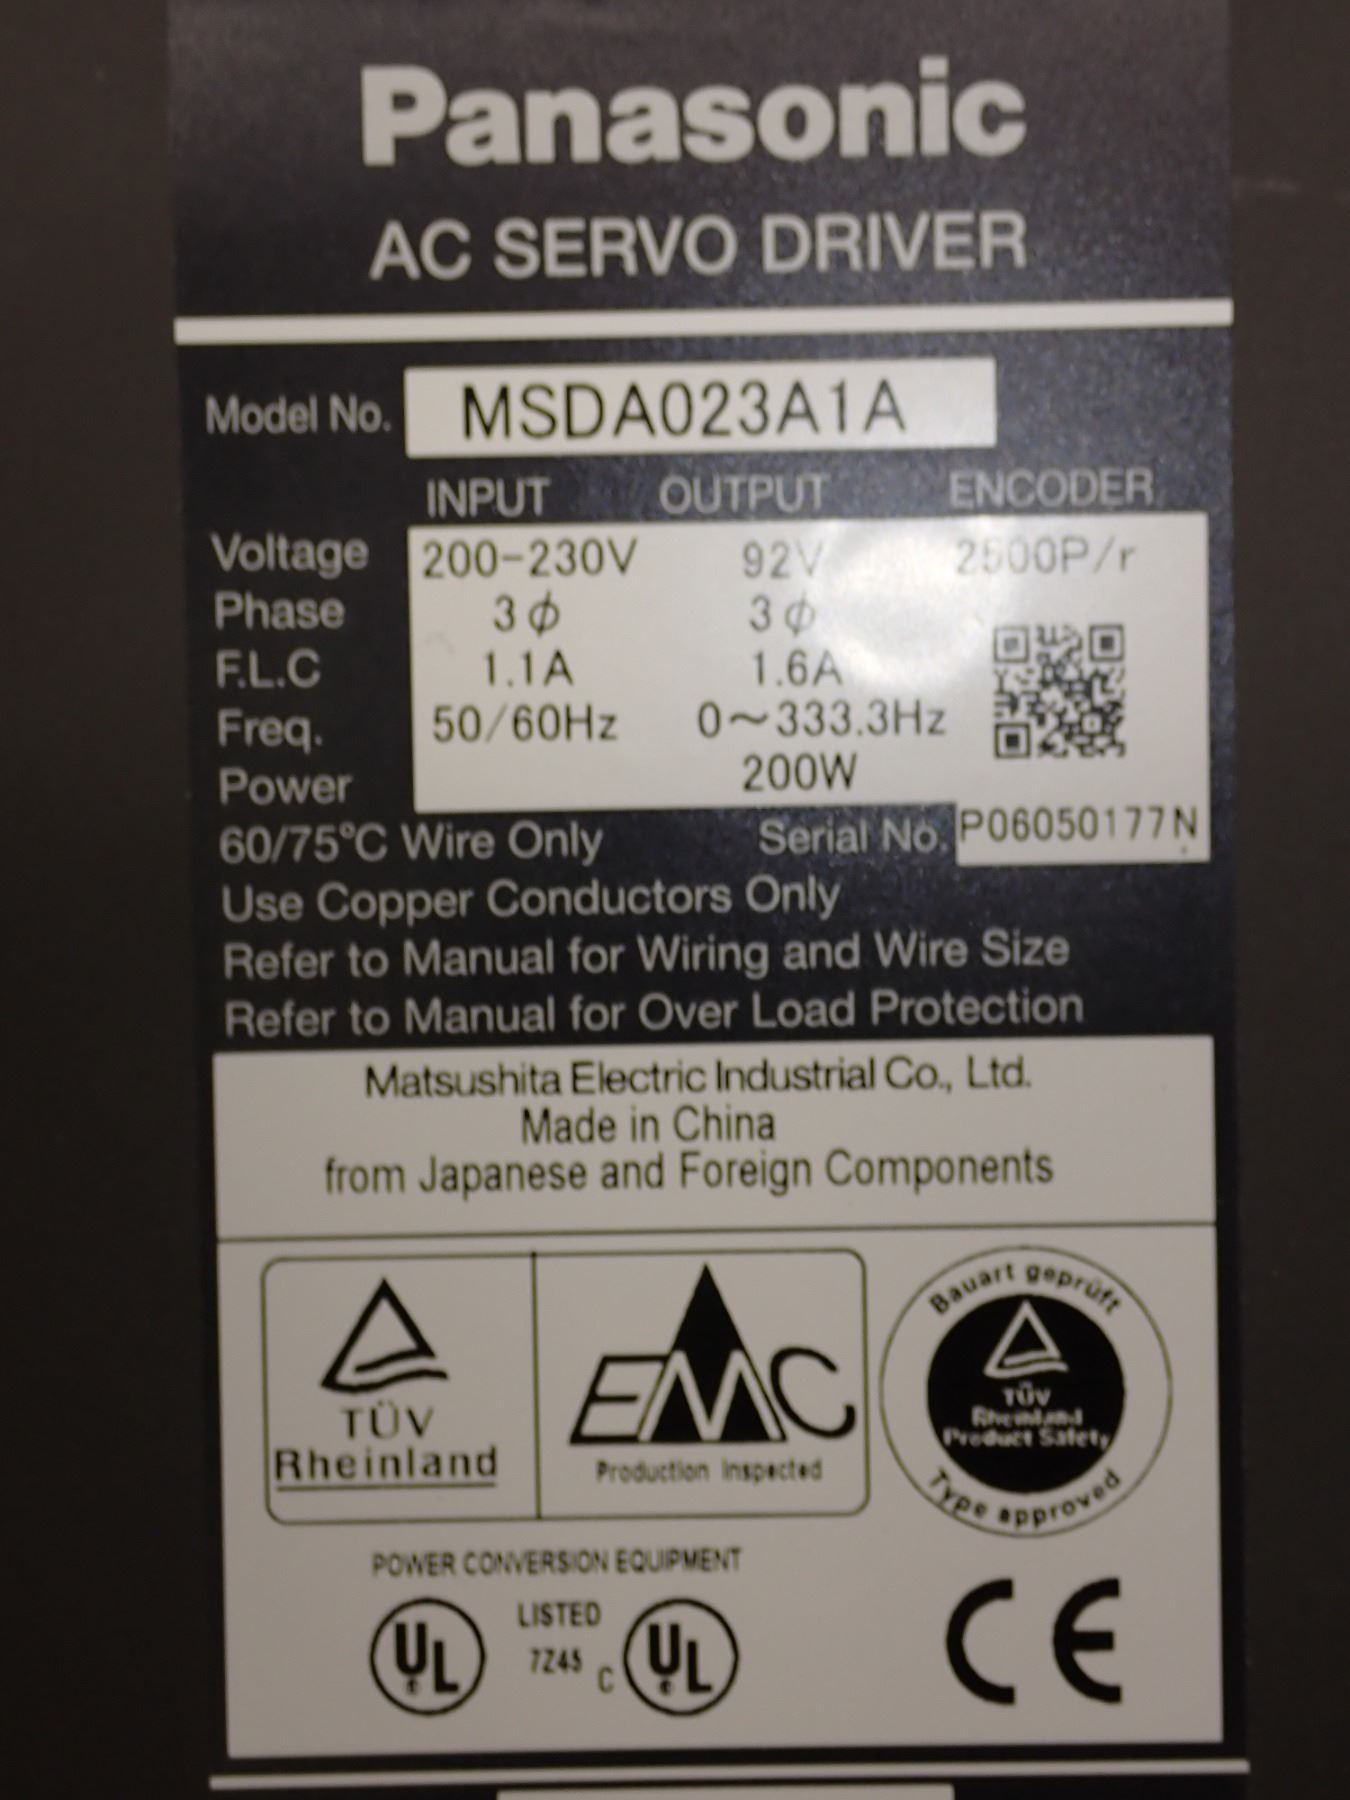 Panasonic
AC SERVO DRIVER
Model No. MSDA023A1A
INPUT OUTPUT ENCODER
Voltage 200-230V 92V 2500P/r
Phase 3ϕ 3ϕ
F.L.C 1.1A 1.6A
Freq. 50/60Hz 0~333.3Hz
Power 200W
60/75°C Wire Only Serial No. P06050177N
Use Copper Conductors Only
Refer to Manual for Wiring and Wire Size
Refer to Manual for Over Load Protection
Matsushita Electric Industrial Co., Ltd.
Made in China
from Japanese and Foreign Components
TÜV
Rheinland
EMC
Production Inspected
Bauart geprüft
TÜV
Rheinland
Product Safety
Type approved
POWER CONVERSION EQUIPMENT
UL LISTED 7Z45 C UL
CE